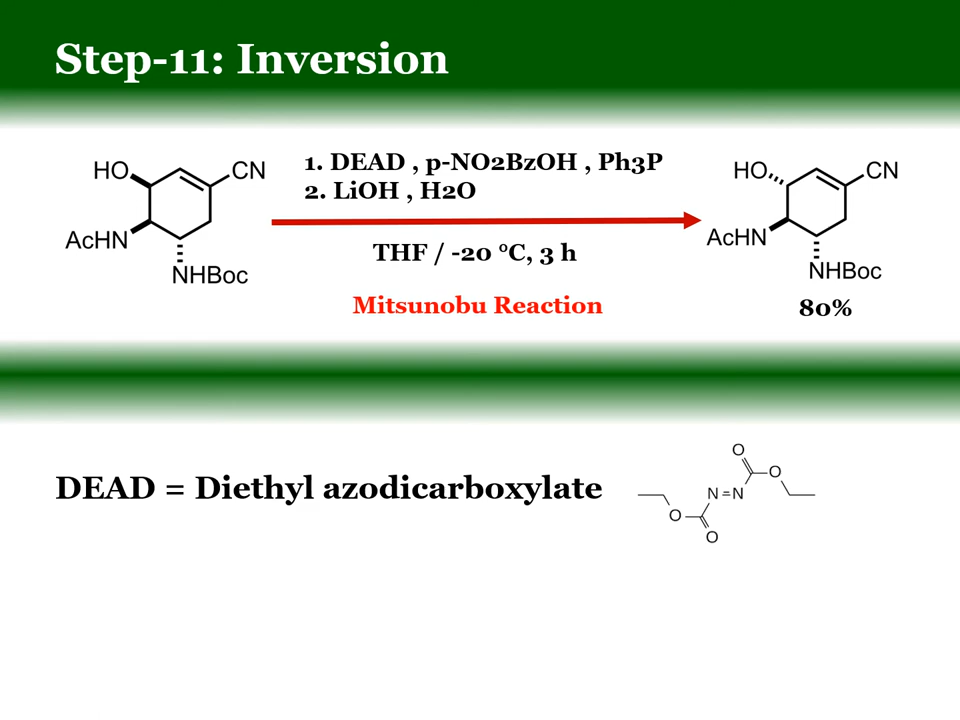 Step-11: Inversion
HO
CN
AcHN
NHBoc
1. DEAD , p-NO2BzOH , Ph3P
2. LiOH , H2O
THF / -20 °C, 3 h
Mitsunobu Reaction
HO
CN
AcHN
NHBoc
80%
DEAD = Diethyl azodicarboxylate
O
O
N=N
O
O